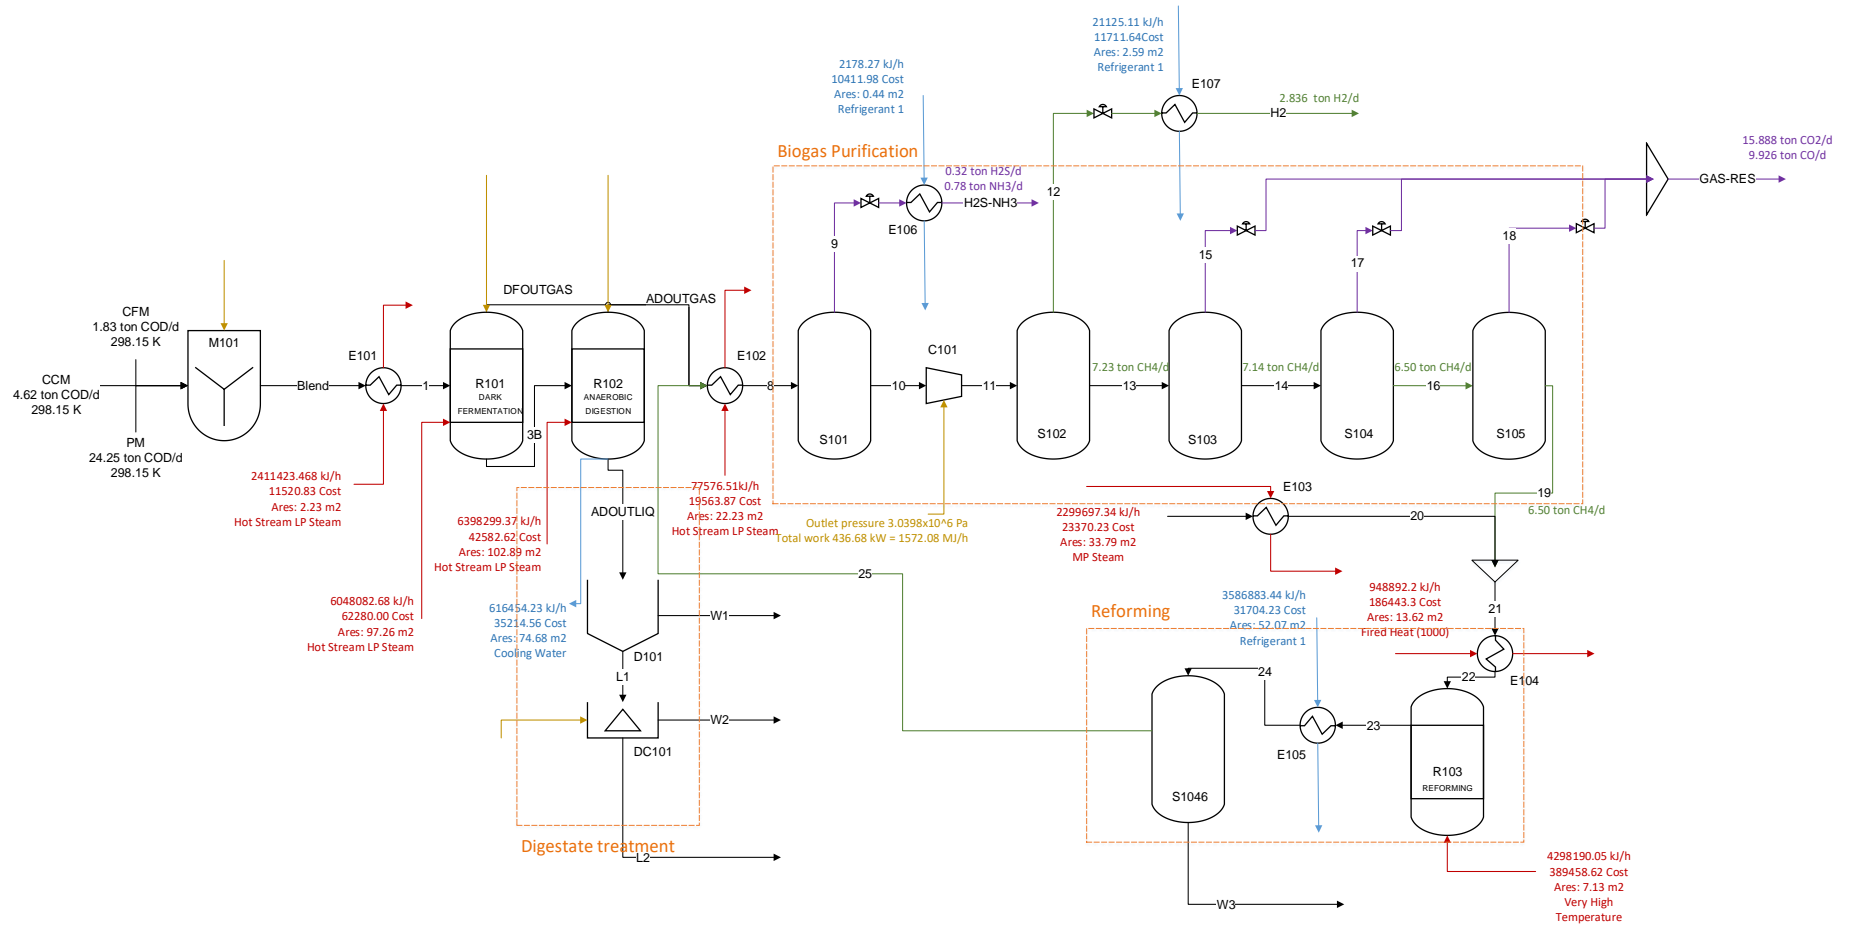 21125.11 kJ/h
11711.64Cost
Ares: 2.59 m2
Refrigerant 1
E107
2.836  ton H2/d
H2
2178.27 kJ/h
10411.98 Cost
Ares: 0.44 m2
Refrigerant 1
Biogas Purification
0.32 ton H2S/d
0.78 ton NH3/d
H2S-NH3
E106
9
12
15.888 ton CO2/d
9.926 ton CO/d
GAS-RES
15
17
18
DFOUTGAS
ADOUTGAS
CFM
1.83 ton COD/d
298.15 K
CCM
4.62 ton COD/d
298.15 K
PM
24.25 ton COD/d
298.15 K
M101
Blend
E101
1
R101
DARK
FERMENTATION
3B
R102
ANAEROBIC
DIGESTION
E102
8
S101
10
C101
11
S102
7.23 ton CH4/d
13
S103
7.14 ton CH4/d
14
S104
6.50 ton CH4/d
16
S105
19
6.50 ton CH4/d
2411423.468 kJ/h
11520.83 Cost
Ares: 2.23 m2
Hot Stream LP Steam
6398299.37 kJ/h
42582.62 Cost
Ares: 102.89 m2
Hot Stream LP Steam
77576.51kJ/h
19563.87 Cost
Ares: 22.23 m2
Hot Stream LP Steam
Outlet pressure 3.0398x10^6 Pa
Total work 436.68 kW = 1572.08 MJ/h
2299697.34 kJ/h
23370.23 Cost
Ares: 33.79 m2
MP Steam
E103
20
21
ADOUTLIQ
25
6048082.68 kJ/h
62280.00 Cost
Ares: 97.26 m2
Hot Stream LP Steam
616454.23 kJ/h
35214.56 Cost
Ares: 74.68 m2
Cooling Water
W1
D101
L1
W2
DC101
Digestate treatment
L2
Reforming
3586883.44 kJ/h
31704.23 Cost
Ares: 52.07 m2
Refrigerant 1
948892.2 kJ/h
186443.3 Cost
Ares: 13.62 m2
Fired Heat (1000)
E104
22
24
23
E105
S1046
R103
REFORMING
W3
4298190.05 kJ/h
389458.62 Cost
Ares: 7.13 m2
Very High
Temperature